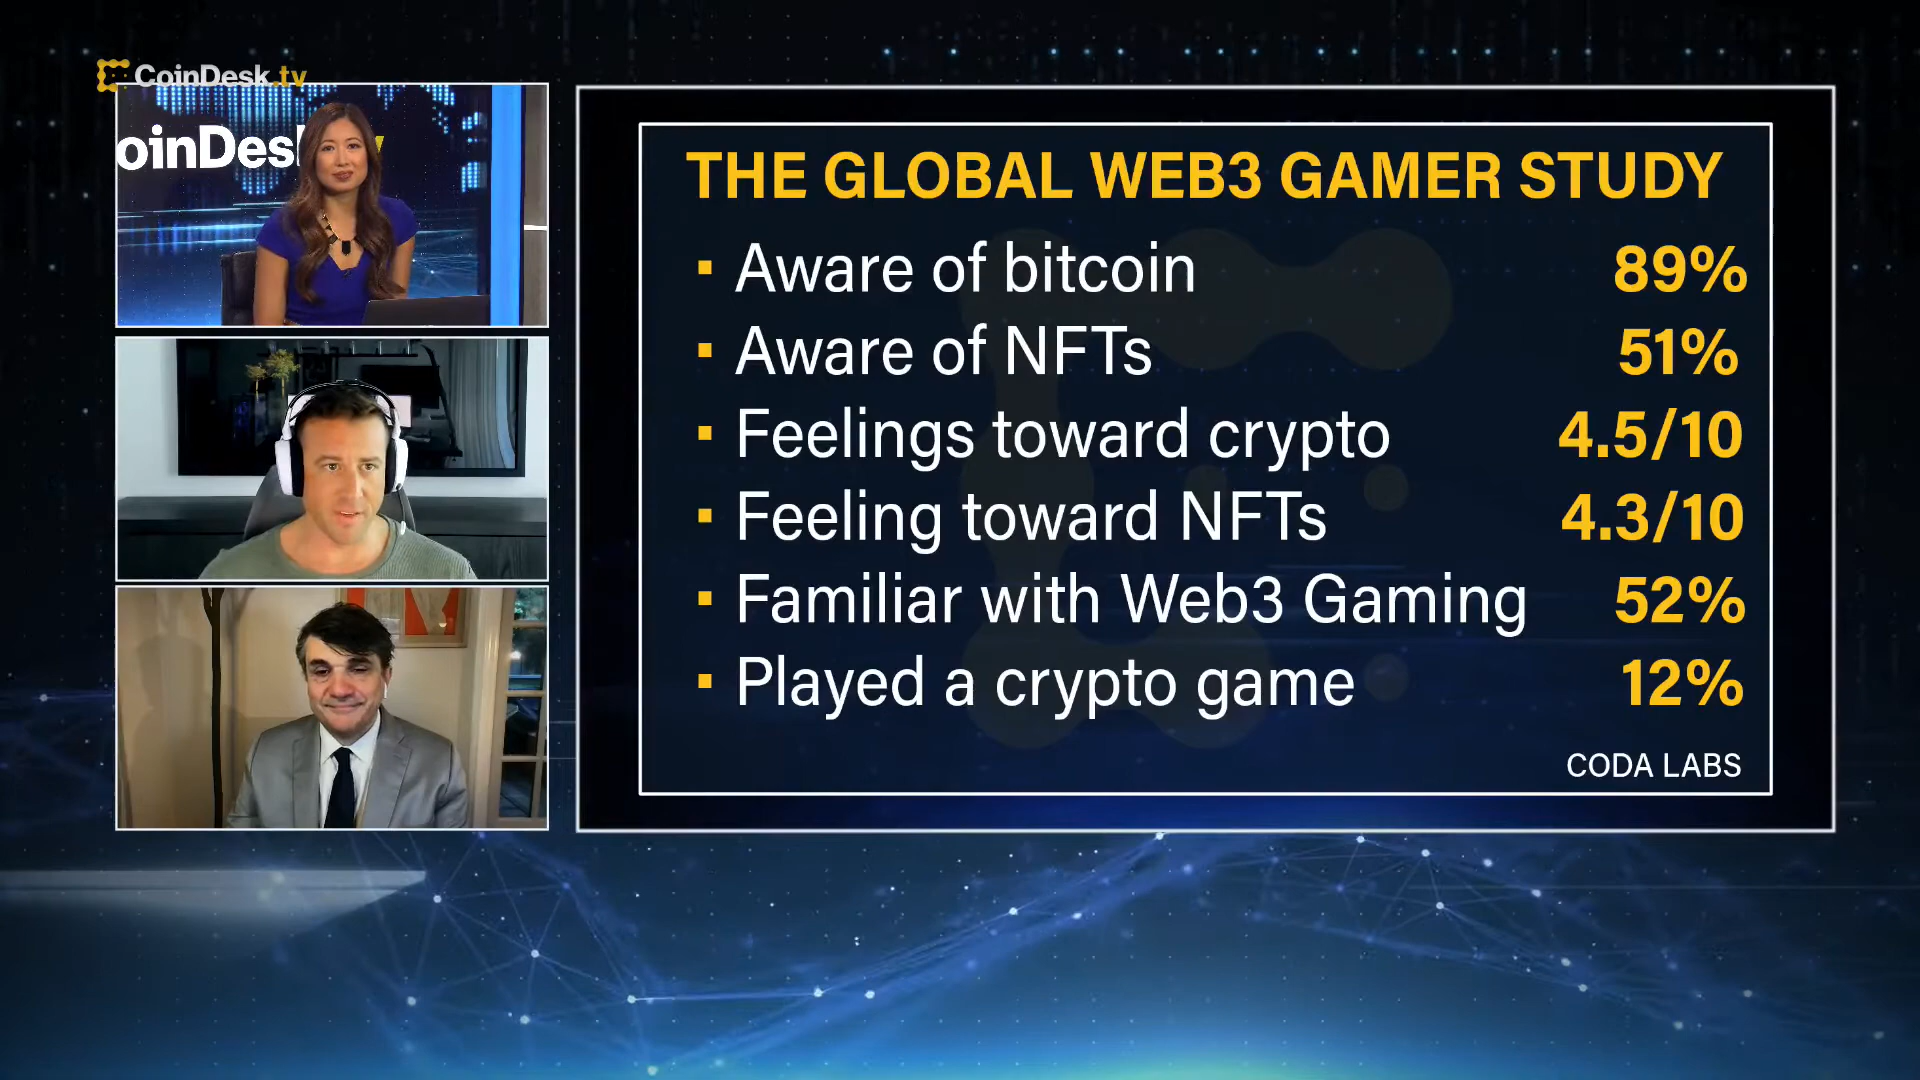 CoinDesk.tv
oinDesk
THE GLOBAL WEB3 GAMER STUDY
▪ Aware of bitcoin 89%
▪ Aware of NFTs 51%
▪ Feelings toward crypto 4.5/10
▪ Feeling toward NFTs 4.3/10
▪ Familiar with Web3 Gaming 52%
▪ Played a crypto game 12%
CODA LABS